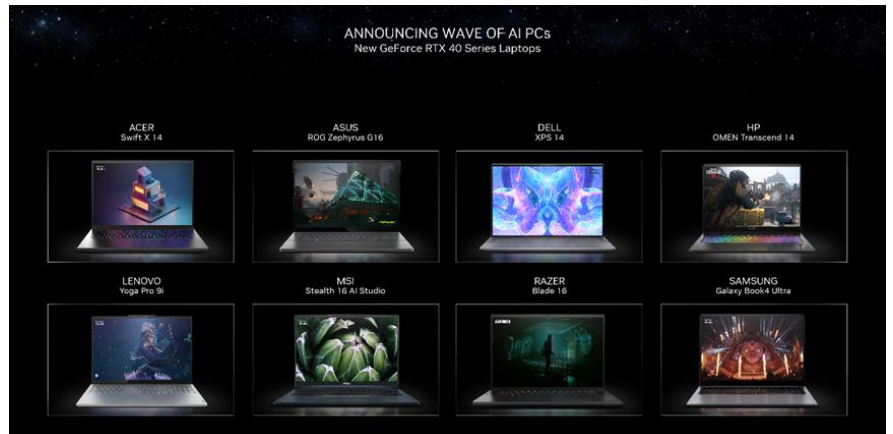 ANNOUNCING WAVE OF AI PCs
New GeForce RTX 40 Series Laptops
ACER
Swift X 14
ASUS
ROG Zephyrus G16
DELL
XPS 14
HP
OMEN Transcend 14
LENOVO
Yoga Pro 9i
MSI
Stealth 16 AI Studio
RAZER
Blade 16
SAMSUNG
Galaxy Book4 Ultra